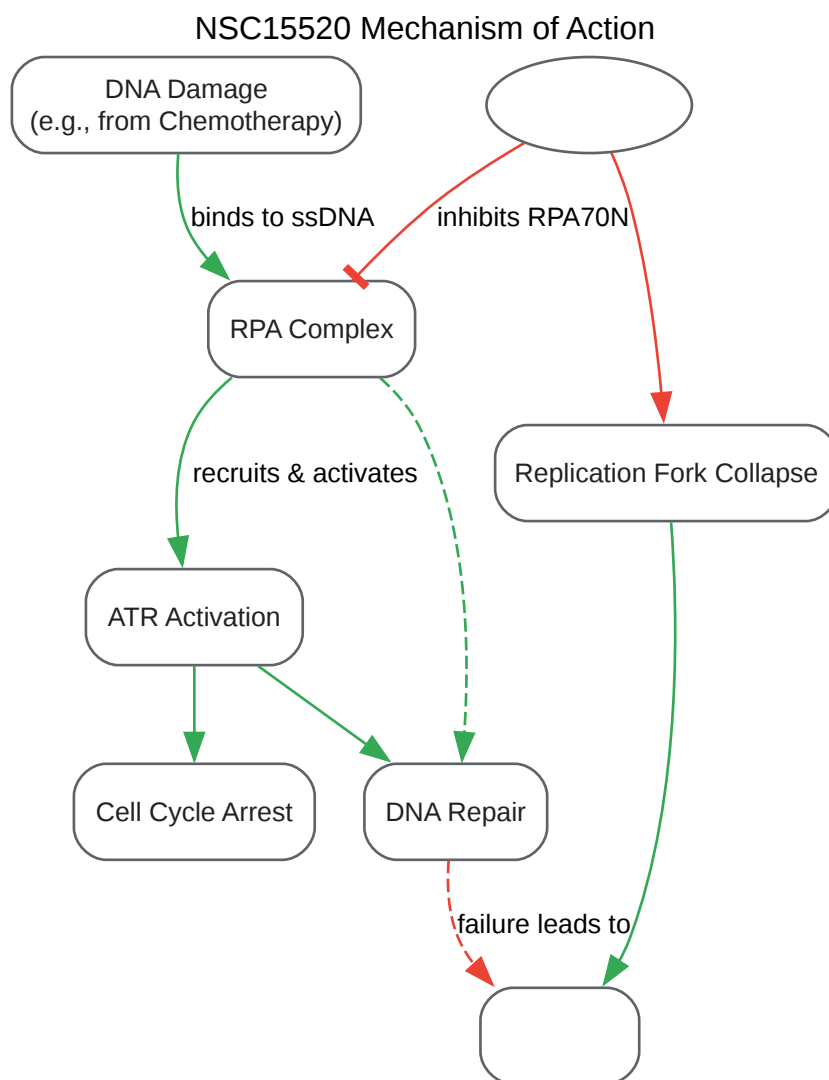 NSC15520 Mechanism of Action
DNA Damage
(e.g., from Chemotherapy)
binds to ssDNA
inhibits RPA70N
RPA Complex
recruits & activates
Replication Fork Collapse
ATR Activation
Cell Cycle Arrest
DNA Repair
failure leads to